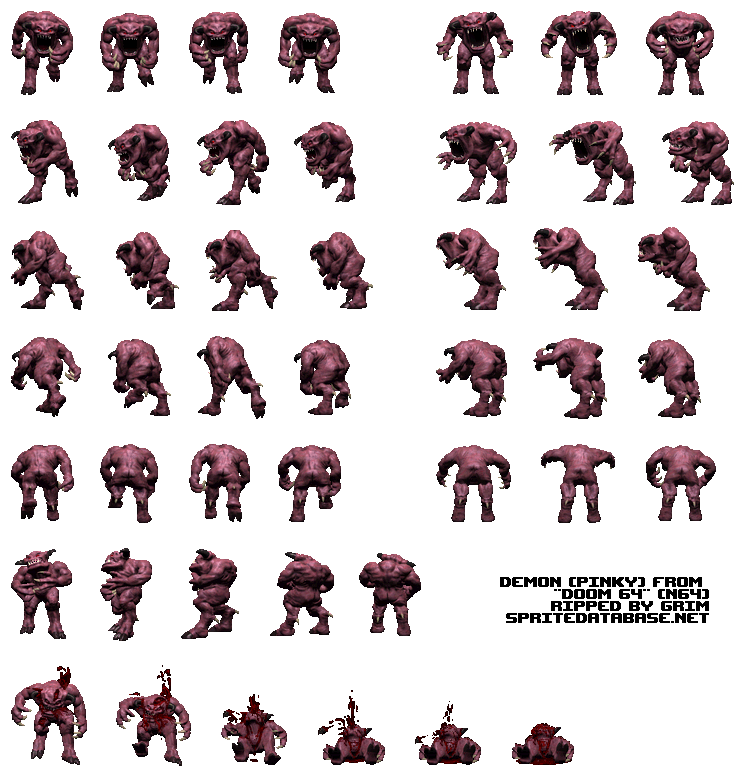 DEMON (PINKY) FROM
"DOOM 64" (N64)
RIPPED BY GRIM
SPRITEDATABASE.NET